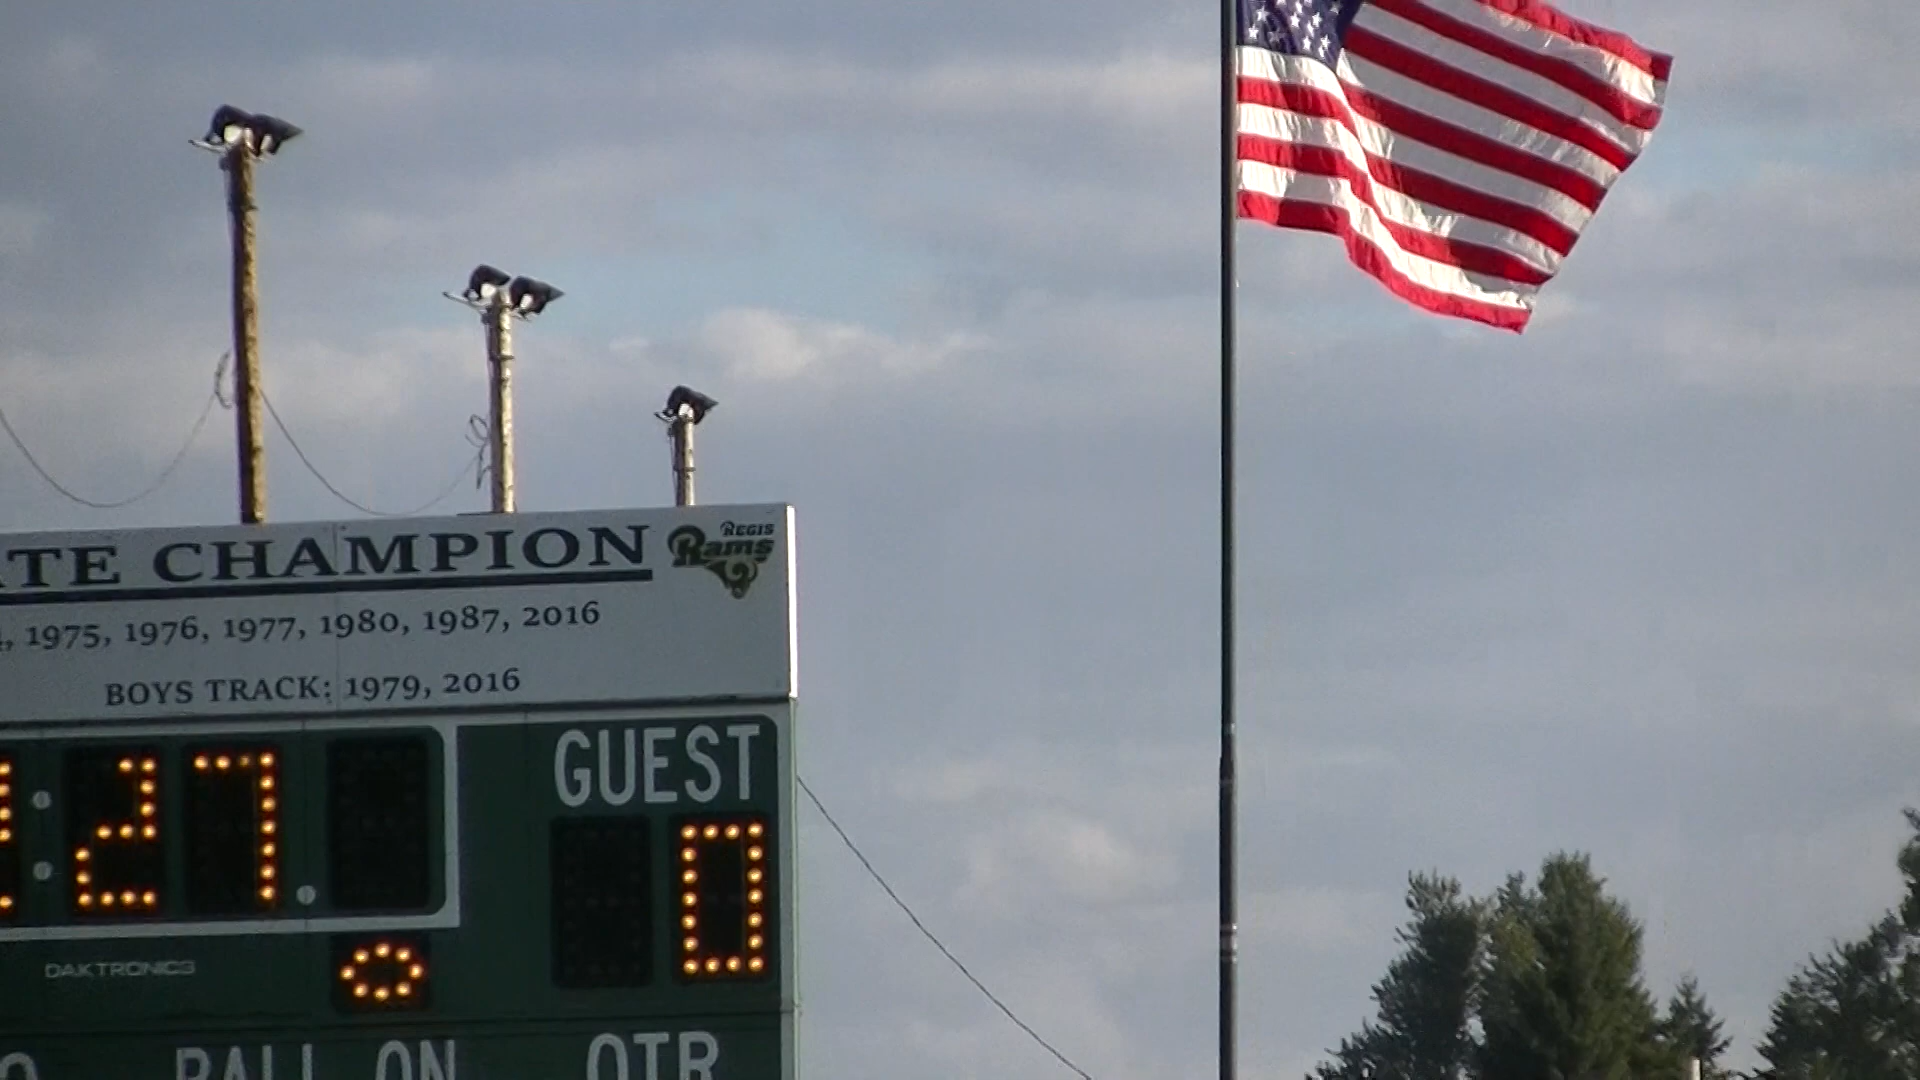 TE CHAMPION
REGIS
Rams
, 1975, 1976, 1977, 1980, 1987, 2016
BOYS TRACK: 1979, 2016
:27
GUEST
0
DAKTRONICS
BALL ON
QTR